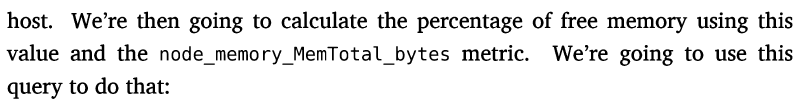 host. We’re then going to calculate the percentage of free memory using this
value and the node_memory_MemTotal_bytes metric. We’re going to use this
query to do that: